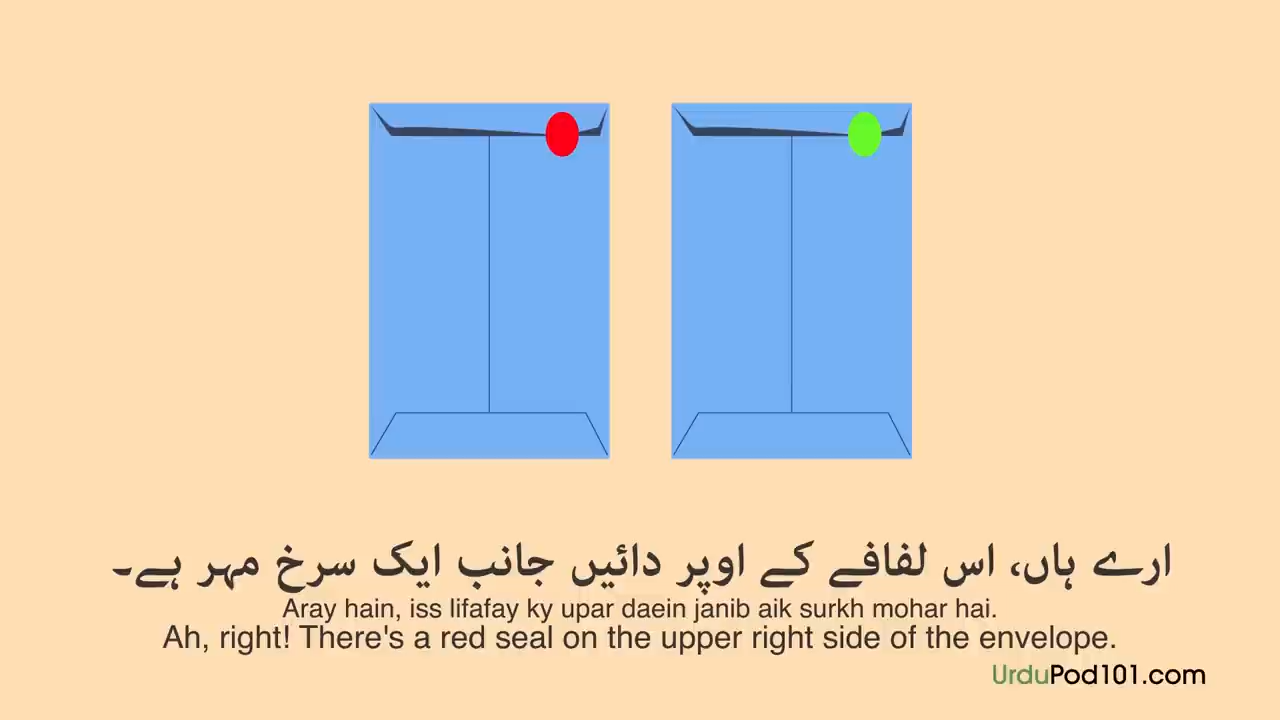 ارے ہاں، اس لفافے کے اوپر دائیں جانب ایک سرخ مہر ہے۔
Aray hain, iss lifafay ky upar daein janib aik surkh mohar hai.
Ah, right! There's a red seal on the upper right side of the envelope.
UrduPod101.com